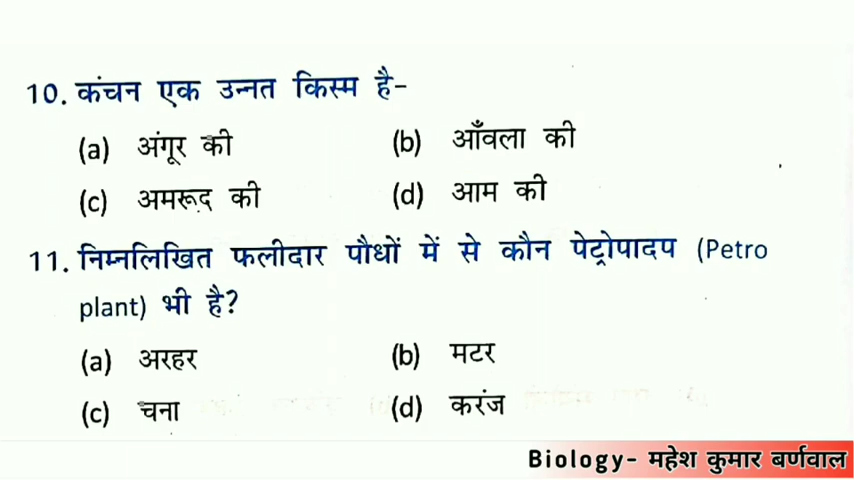 10. कंचन एक उन्नत किस्म है-
(a) अंगूर की (b) आँवला की
(c) अमरूद की (d) आम की
11. निम्नलिखित फलीदार पौधों में से कौन पेट्रोपादप (Petro
plant) भी है?
(a) अरहर (b) मटर
(c) चना (d) करंज
Biology- महेश कुमार बर्णवाल